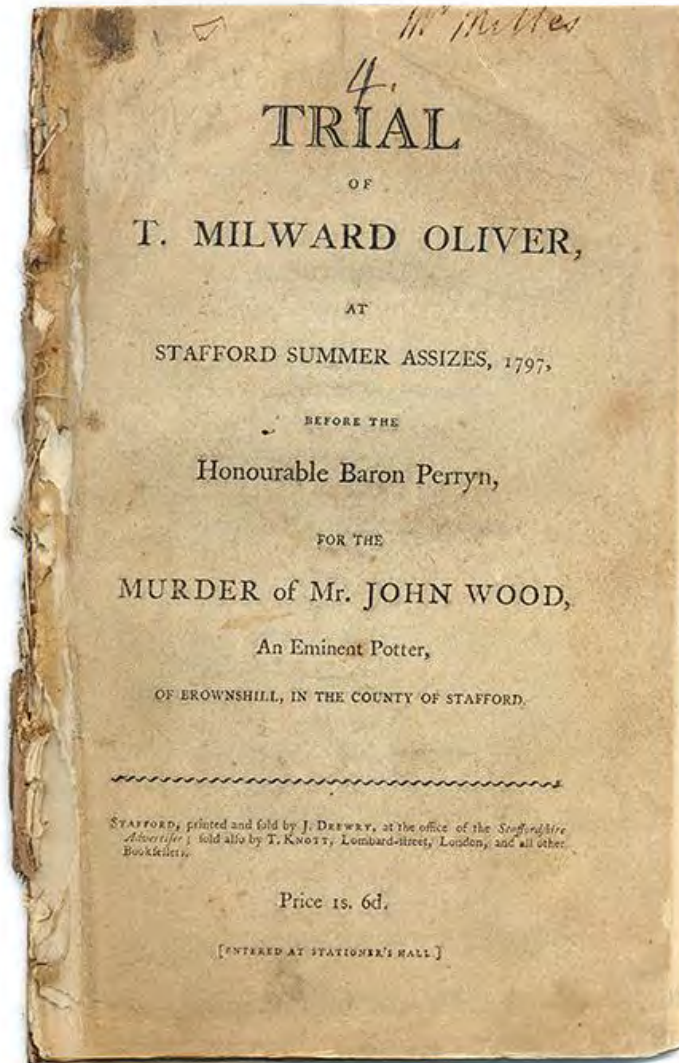 4.
TRIAL
OF
T. MILWARD OLIVER,
AT
STAFFORD SUMMER ASSIZES, 1797,
BEFORE THE
Honourable Baron Perryn,
FOR THE
MURDER of Mr. JOHN WOOD,
An Eminent Potter,
OF BROWNSHILL, IN THE COUNTY OF STAFFORD.
STAFFORD, printed and ſold by J. DREWRY, at the office of the Staffordſhire
Advertiſer; ſold also by T. KNOTT, Lombard-ſtreet, London, and all other
Bookſellers.
Price 1s. 6d.
[ENTERED AT STATIONER'S HALL.]